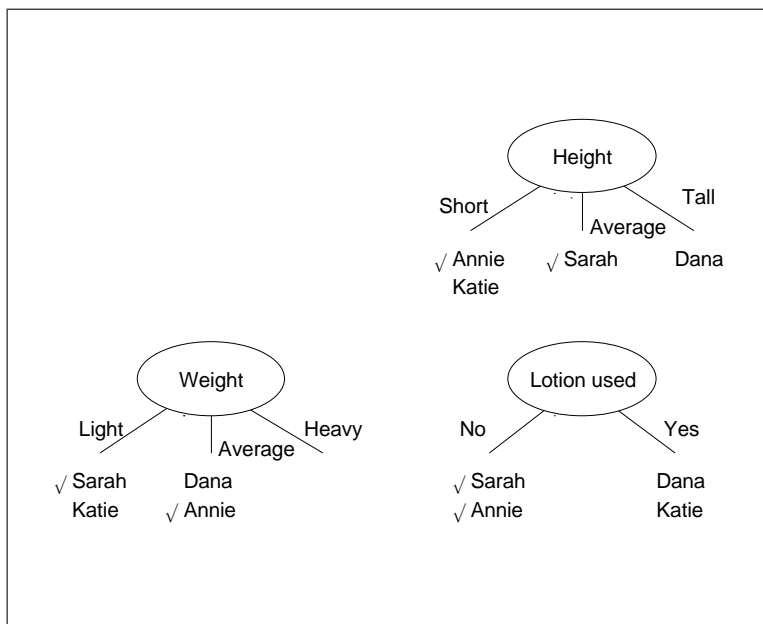 Height
Short
Tall
Average
√ Annie
Katie
√ Sarah
Dana
Weight
Light
Average
Heavy
√ Sarah
Katie
Dana
√ Annie
Lotion used
No
Yes
√ Sarah
√ Annie
Dana
Katie